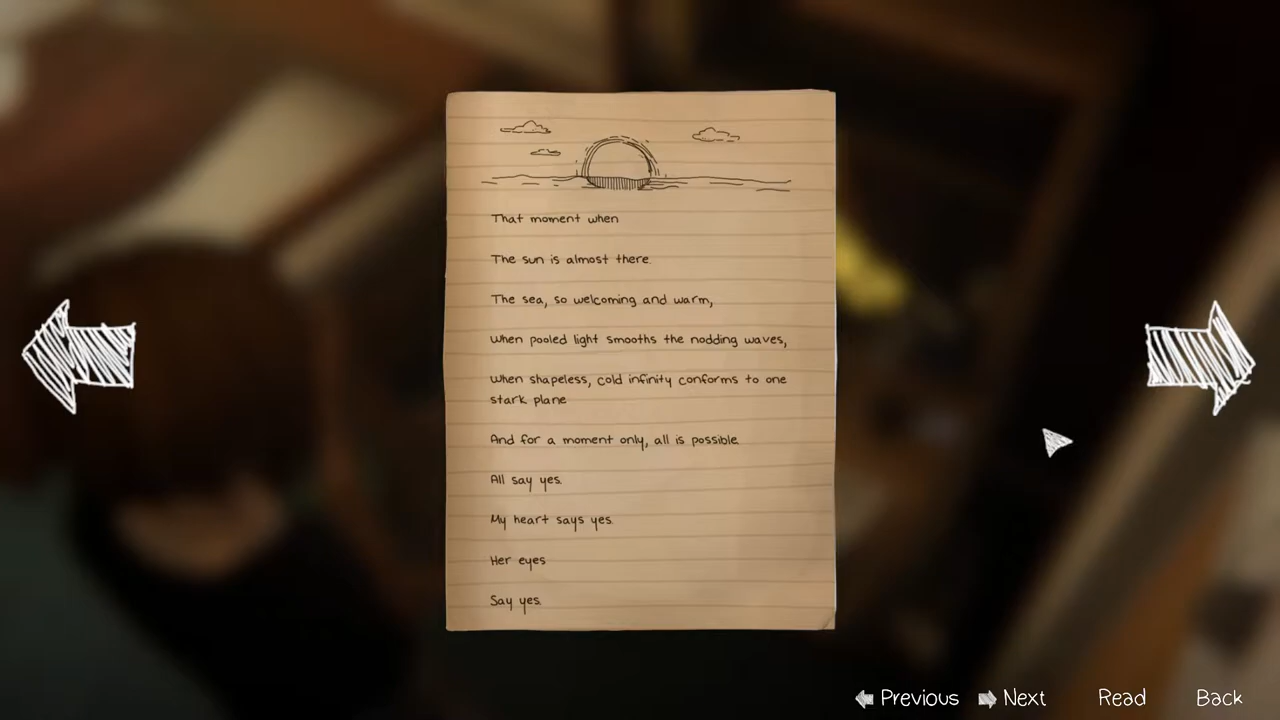 That moment when
The sun is almost there.
The sea, so welcoming and warm,
When pooled light smooths the nodding waves,
When shapeless, cold infinity conforms to one
stark plane
And for a moment only, all is possible.
All say yes.
My heart says yes.
Her eyes
Say yes.
Previous Next Read Back